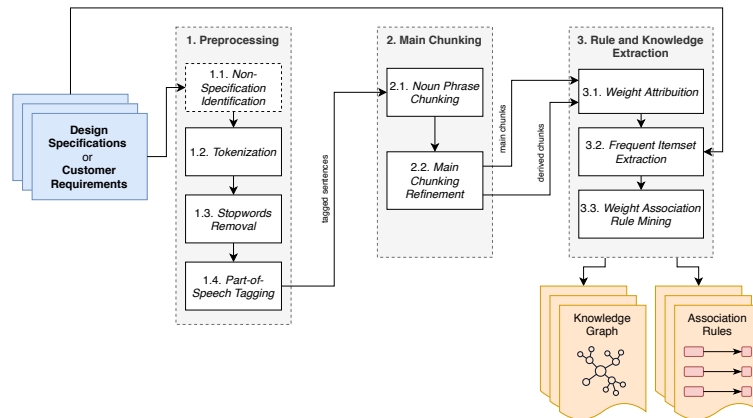 Design
Specifications
or
Customer
Requirements
1. Preprocessing
1.1. Non-
Specification
Identification
1.2. Tokenization
1.3. Stopwords
Removal
1.4. Part-of-
Speech Tagging
tagged sentences
2. Main Chunking
2.1. Noun Phrase
Chunking
2.2. Main
Chunking
Refinement
main chunks
derived chunks
3. Rule and Knowledge
Extraction
3.1. Weight Attribuition
3.2. Frequent Itemset
Extraction
3.3. Weight Association
Rule Mining
Knowledge
Graph
Association
Rules